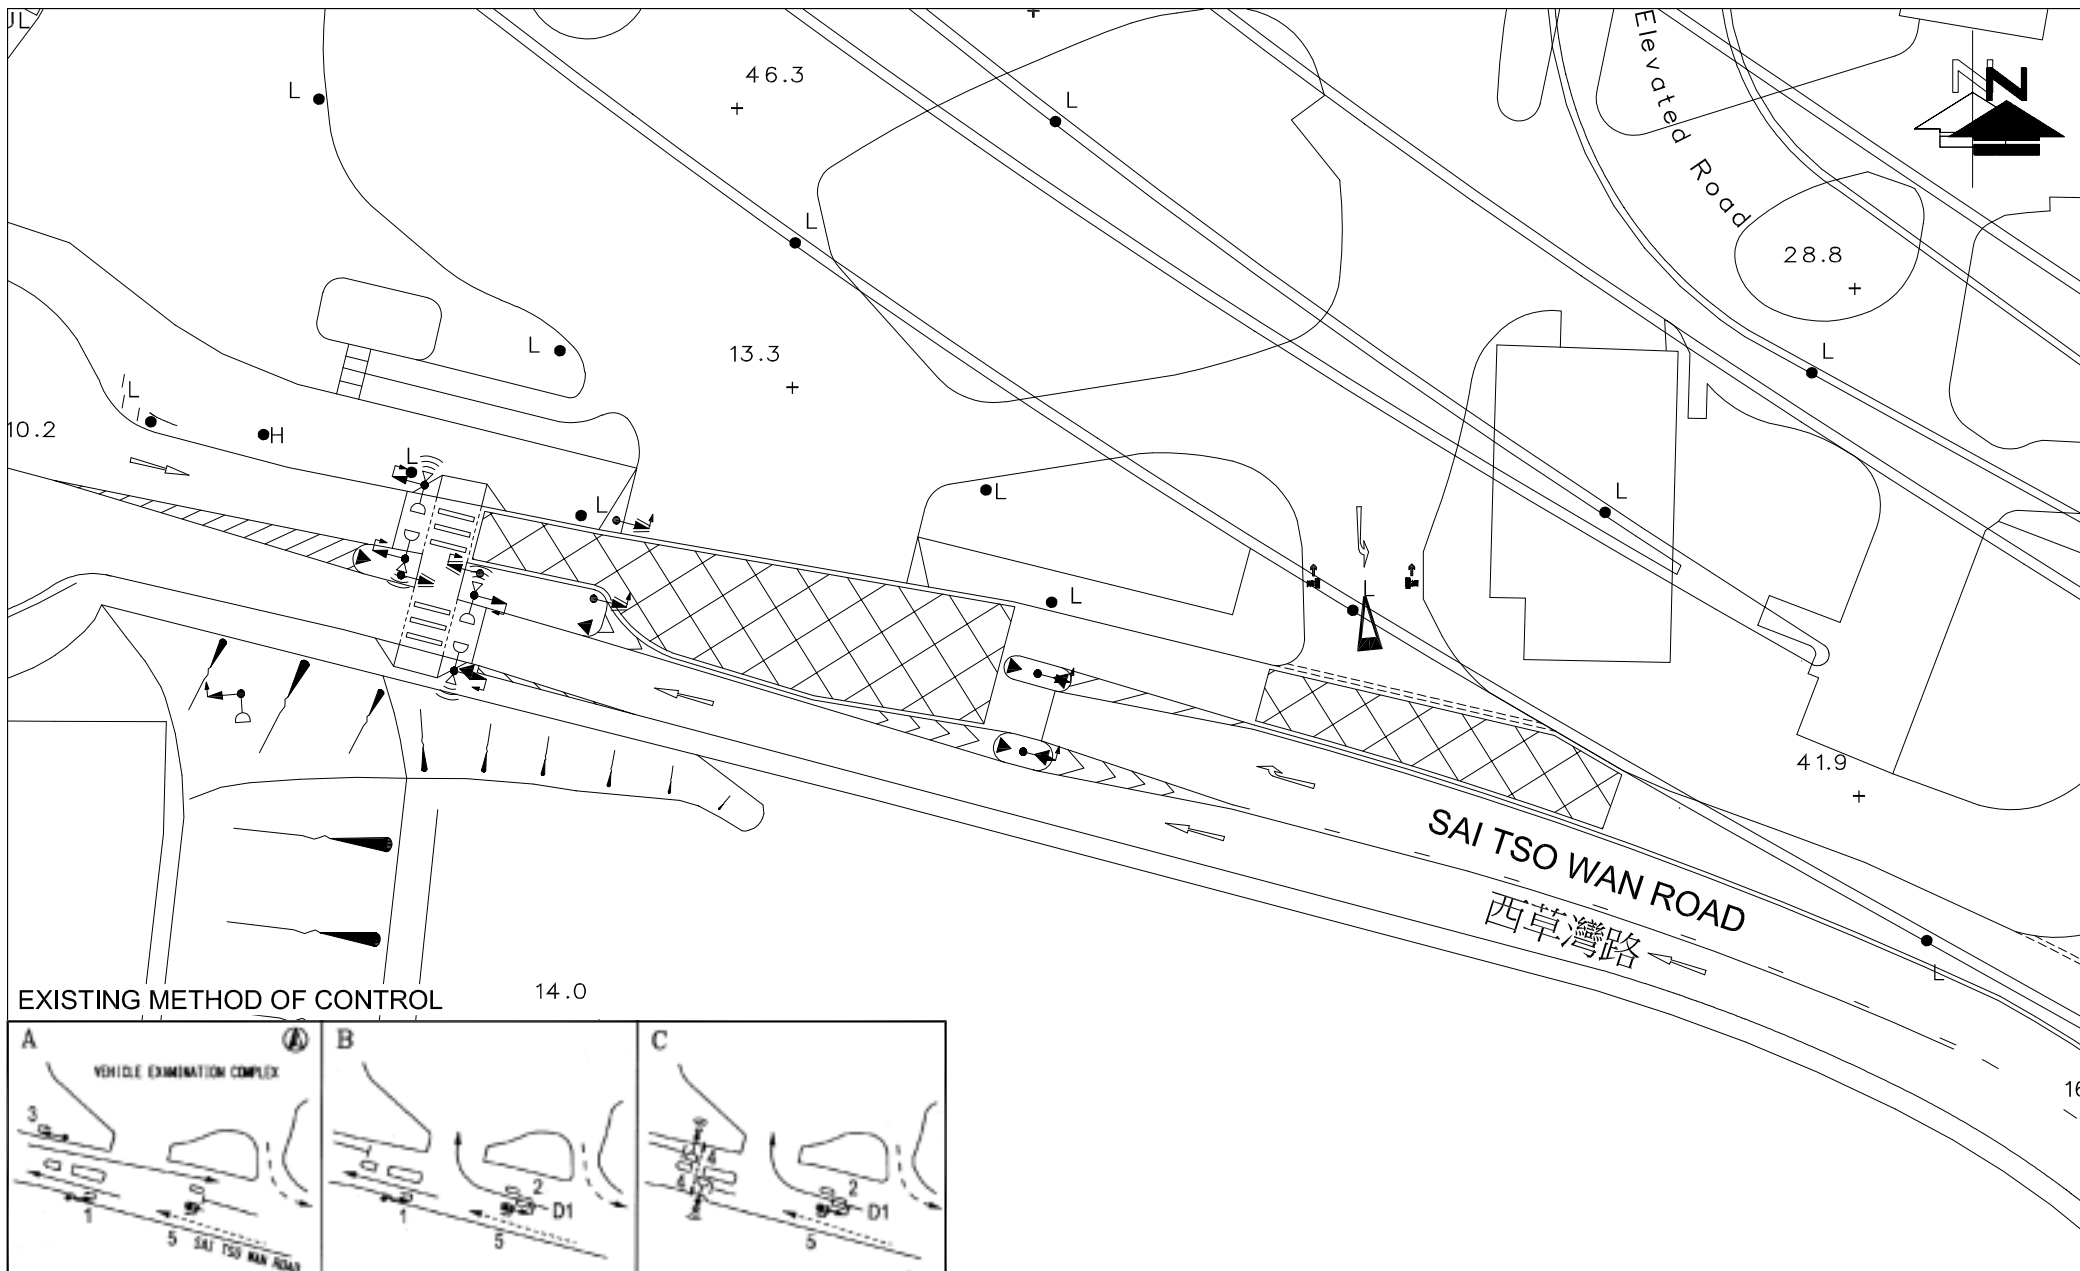 UL
L
46.3
L
Elevated Road
N
N
L
28.8
L
13.3
L
L
10.2
H
L
L
L
L
L
L
L
41.9
SAI TSO WAN ROAD
西草灣路
L
14.0
16
EXISTING METHOD OF CONTROL
A
VEHICLE EXAMINATION COMPLEX
3
1
5
SAI TSO WAN ROAD
B
2
D1
1
5
C
4
4
2
D1
5